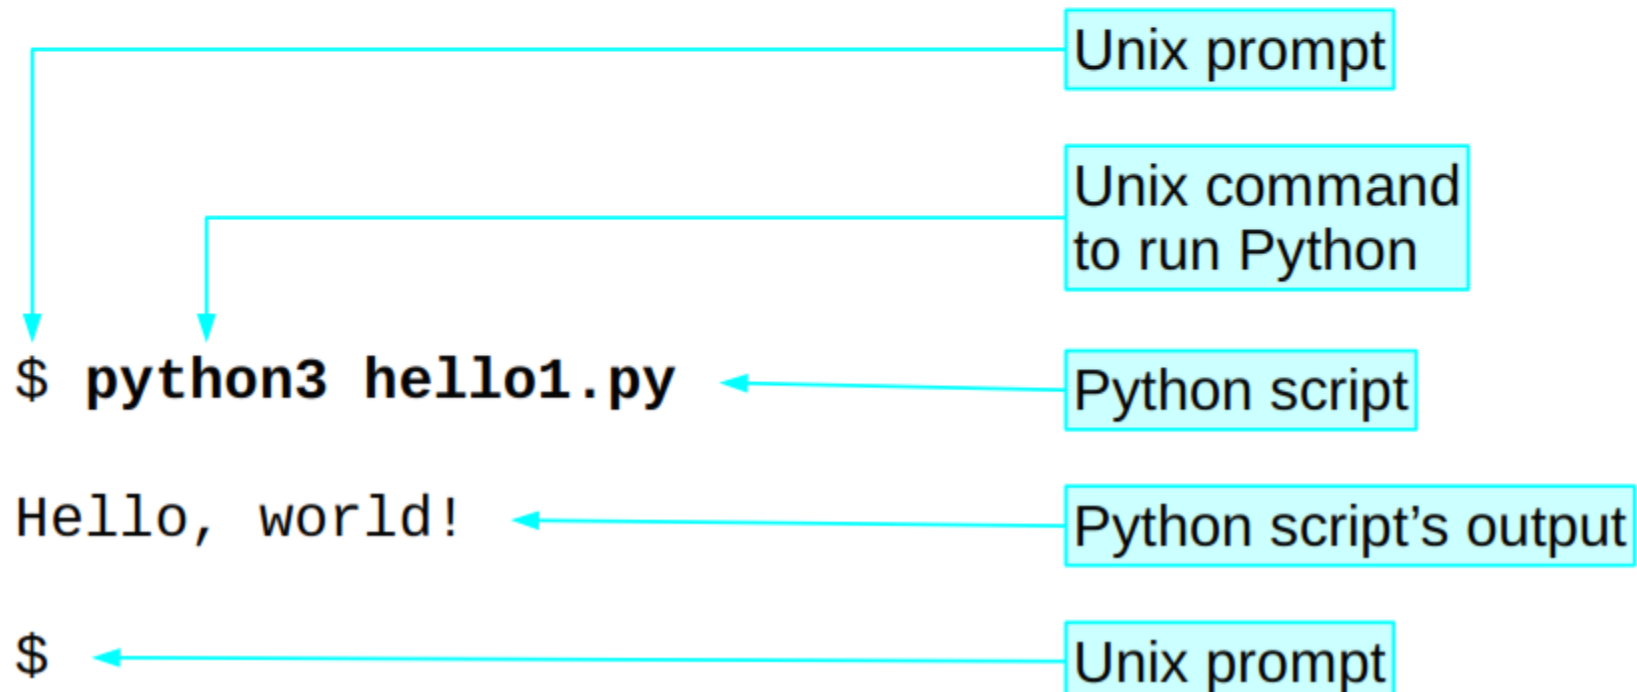 Unix prompt
Unix command
to run Python
$ python3 hello1.py
Python script
Hello, world!
Python script’s output
$
Unix prompt